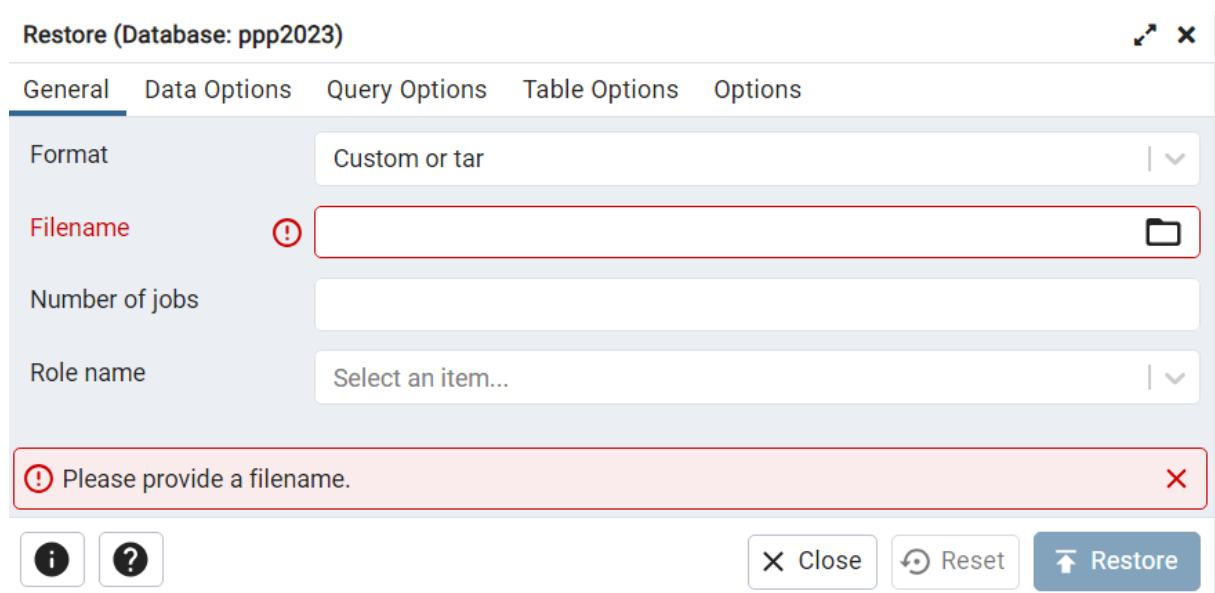 Restore (Database: ppp2023)
General Data Options Query Options Table Options Options
Format Custom or tar
Filename
Number of jobs
Role name Select an item...
Please provide a filename.
Close Reset Restore